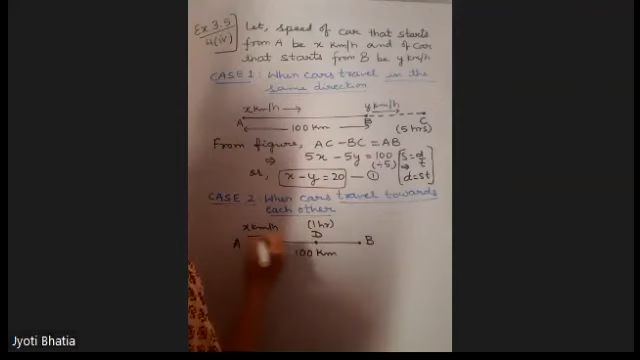 Ex 3.5
4(iv)
Let, speed of car that starts
from A be x km/h and of car
that starts from B be y km/h
CASE 1: When cars travel in the
same direction
x km/h → y km/h →
A B C
100 km (5 hrs)
From figure, AC - BC = AB
⇒ 5x - 5y = 100
(÷5)
or, x - y = 20 — ①
S = d/t
⇒
d = St
CASE 2: When cars travel towards
each other
x km/h (1 hr)
A D B
100 km
Jyoti Bhatia